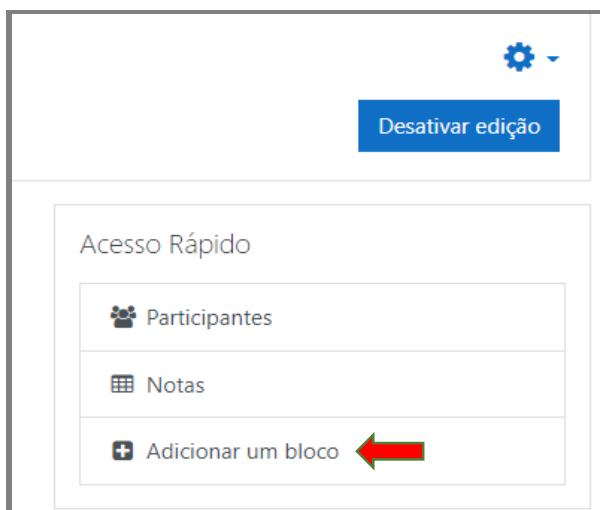 Desativar edição
Acesso Rápido
Participantes
Notas
Adicionar um bloco